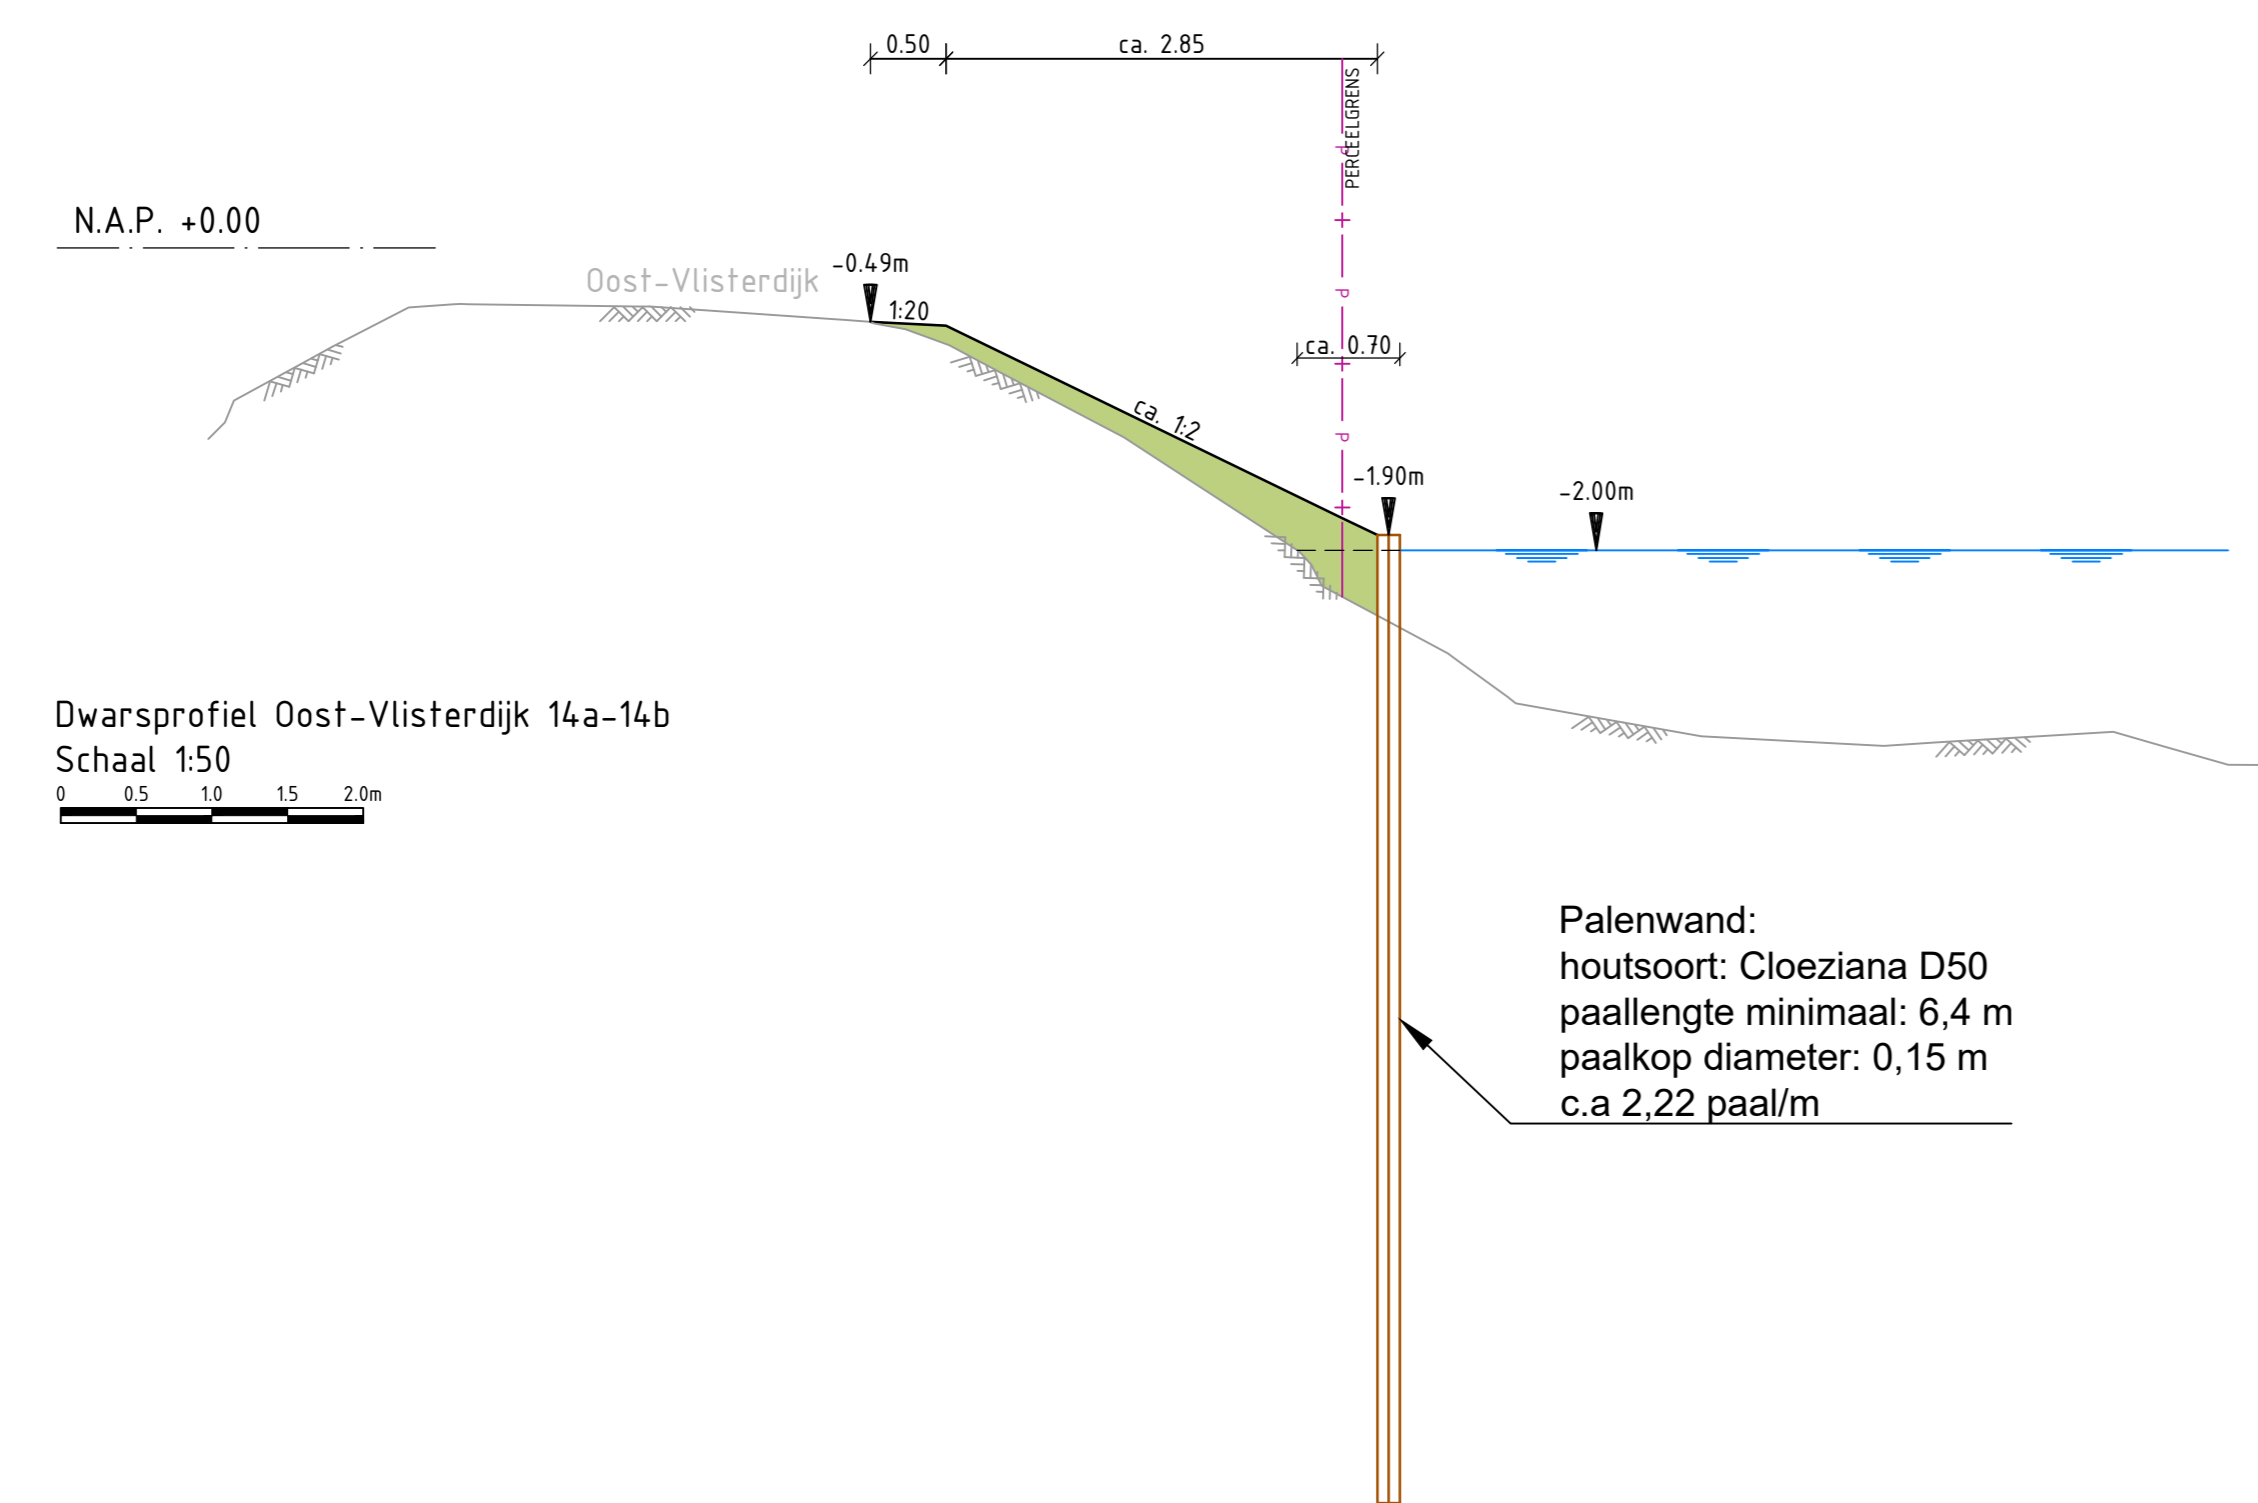 0.50
ca. 2.85
PERCEELGRENS
P
N.A.P. +0.00
Oost-Vlisterdijk
-0.49m
1:20
P
ca. 0.70
ca. 1:2
P
-1.90m
-2.00m
Dwarsprofiel Oost-Vlisterdijk 14a-14b
Schaal 1:50
0 0.5 1.0 1.5 2.0m
Palenwand:
houtsoort: Cloeziana D50
paallengte minimaal: 6,4 m
paalkop diameter: 0,15 m
c.a 2,22 paal/m